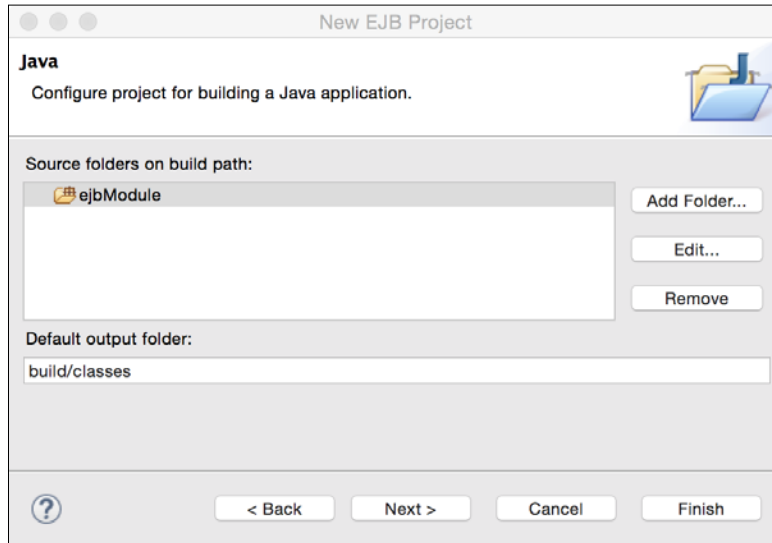 New EJB Project
Java
Configure project for building a Java application.
Source folders on build path:
ejbModule
Add Folder...
Edit...
Remove
Default output folder:
build/classes
?
< Back
Next >
Cancel
Finish